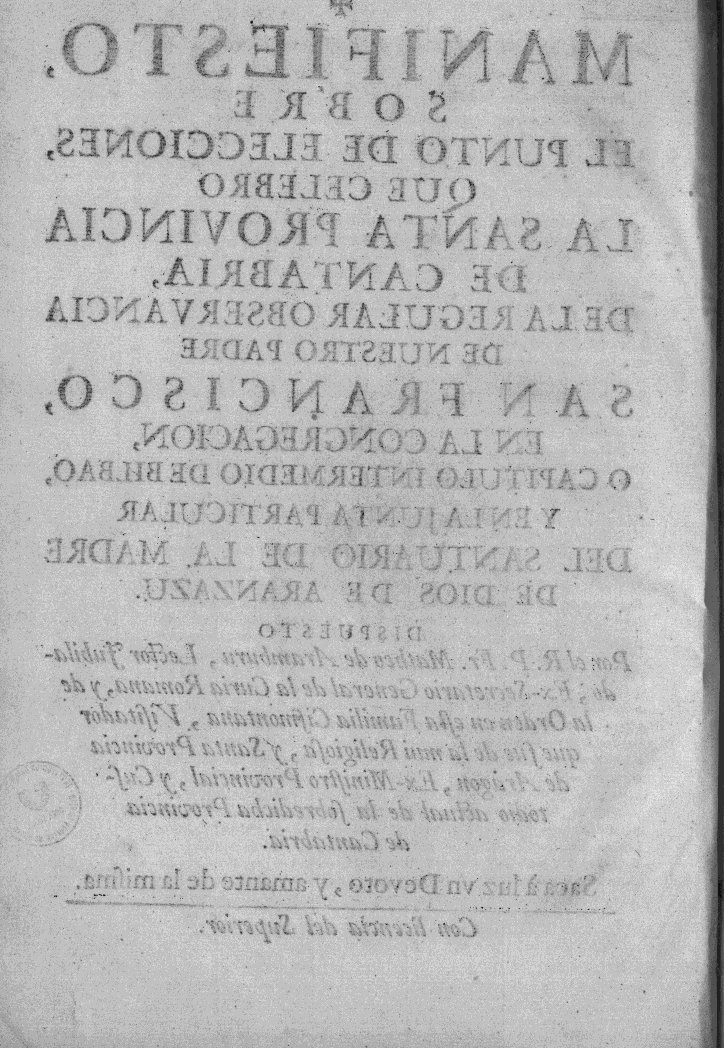 MANIFIESTO,
SOBRE
EL PUNTO DE ELECCIONES,
QUE CELEBRO
LA SANTA PROVINCIA
DE CANTABRIA,
DE LA REGULAR OBSERVANCIA
DE NUESTRO PADRE
SAN FRANCISCO,
EN LA CONGREGACION,
O CAPITULO INTERMEDIO DE BILBAO,
Y EN LA JUNTA PARTICULAR
DEL SANTUARIO DE LA MADRE
DE DIOS DE ARANZAZU.
DISPUESTO
Por el R. P. Fr. Matheo de Aramburu, Lector Jubila-
do, Ex-Secretario General de la Curia Romana, y de
la Orden en esta Familia Cismontana, Visitador
que fue de la muy Religiosa, y Santa Provincia
de Aragon, Ex-Ministro Provincial, y Cus-
todio actual de la sobredicha Provincia
de Cantabria.
Saca à luz vn Devoto, y amante de la misma.
Con licencia del Superior.